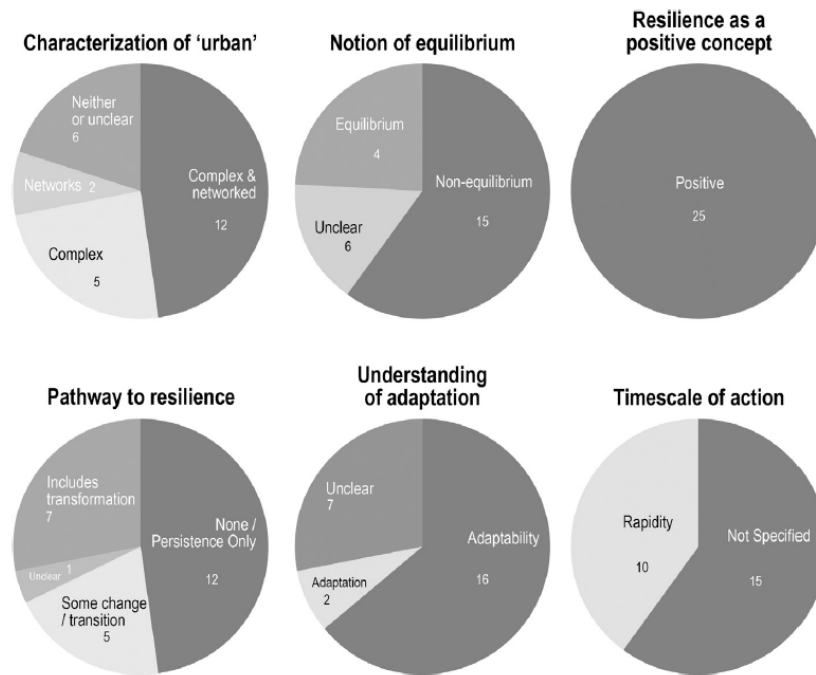 Characterization of ‘urban’
Neither
or unclear
6
Networks 2
Complex
5
Complex &
networked
12
Notion of equilibrium
Equilibrium
4
Unclear
6
Non-equilibrium
15
Resilience as a
positive concept
Positive
25
Pathway to resilience
Includes
transformation
7
Unclear 1
Some change
/ transition
5
None /
Persistence Only
12
Understanding
of adaptation
Unclear
7
Adaptation
2
Adaptability
16
Timescale of action
Rapidity
10
Not Specified
15